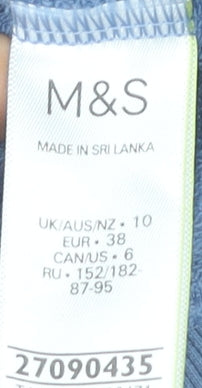 M&S
MADE IN SRI LANKA
UK/AUS/NZ • 10
EUR • 38
CAN/US • 6
RU • 152/182-
87-95
27090435